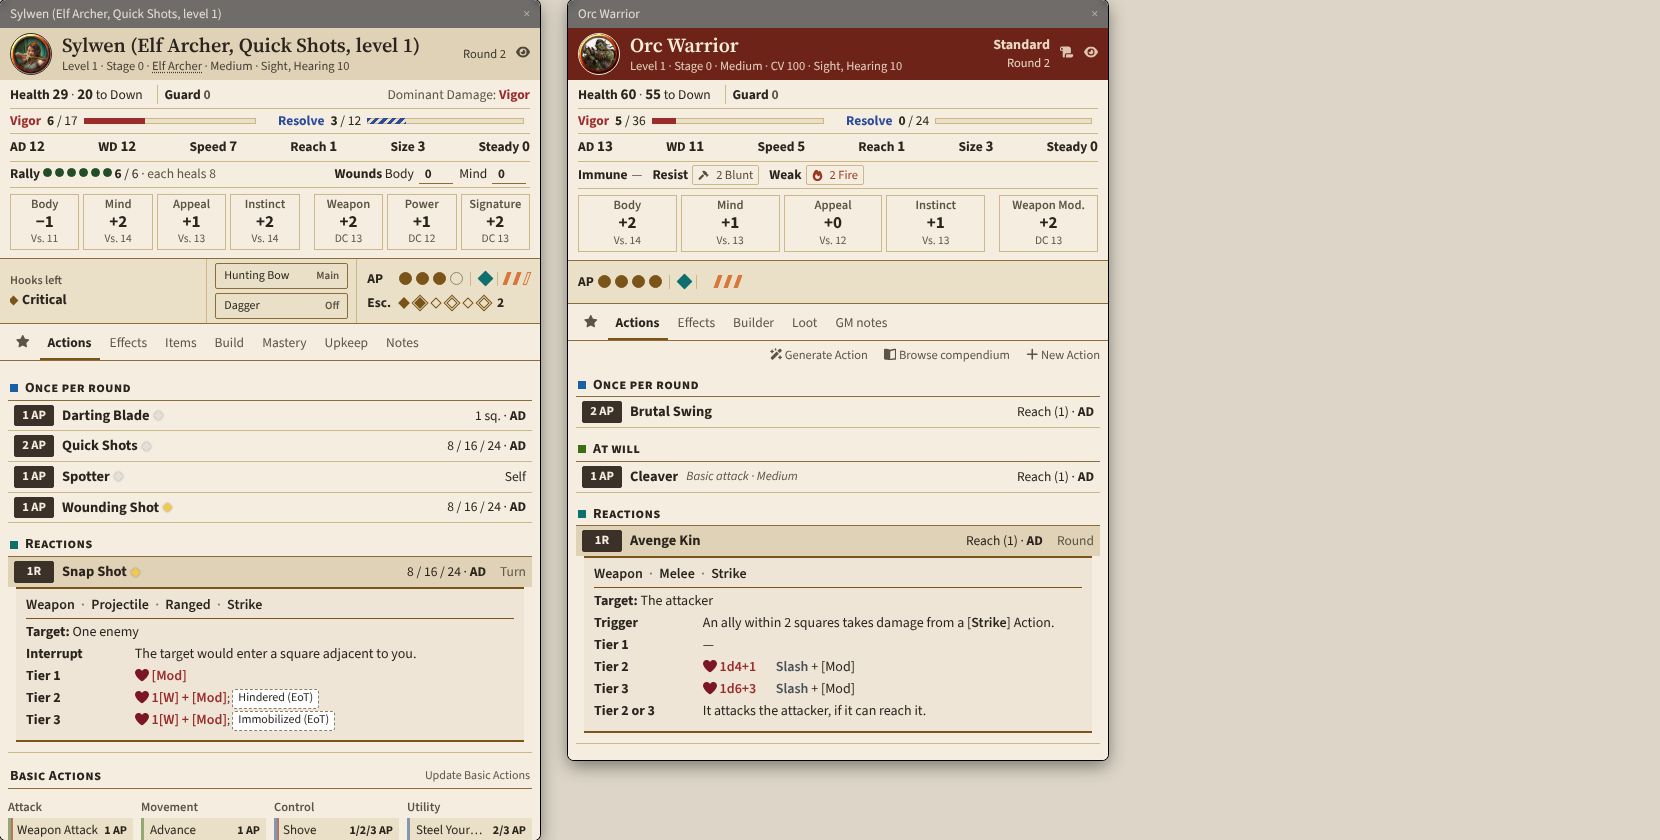 Sylwen (Elf Archer, Quick Shots, level 1) ×
Sylwen (Elf Archer, Quick Shots, level 1)
Round 2
Level 1 · Stage 0 · Elf Archer · Medium · Sight, Hearing 10
Health 29 · 20 to Down Guard 0 Dominant Damage: Vigor
Vigor 6 / 17 Resolve 3 / 12
AD 12 WD 12 Speed 7 Reach 1 Size 3 Steady 0
Rally 6 / 6 · each heals 8 Wounds Body 0 Mind 0
Body Mind Appeal Instinct Weapon Power Signature
−1 +2 +1 +2 +2 +1 +2
Vs. 11 Vs. 14 Vs. 13 Vs. 14 DC 13 DC 12 DC 13
Hooks left
Critical
Hunting Bow Main
Dagger Off
AP
Esc. 2
Actions Effects Items Build Mastery Upkeep Notes
Once per round
1 AP Darting Blade 1 sq. · AD
2 AP Quick Shots 8 / 16 / 24 · AD
1 AP Spotter Self
1 AP Wounding Shot 8 / 16 / 24 · AD
Reactions
1R Snap Shot 8 / 16 / 24 · AD Turn
Weapon · Projectile · Ranged · Strike
Target: One enemy
Interrupt The target would enter a square adjacent to you.
Tier 1 [Mod]
Tier 2 1[W] + [Mod]; Hindered (EoT)
Tier 3 1[W] + [Mod]; Immobilized (EoT)
Basic Actions Update Basic Actions
Attack Movement Control Utility
Weapon Attack 1 AP Advance 1 AP Shove 1/2/3 AP Steel Your… 2/3 AP
Orc Warrior ×
Orc Warrior
Standard
Level 1 · Stage 0 · Medium · CV 100 · Sight, Hearing 10
Round 2
Health 60 · 55 to Down Guard 0
Vigor 5 / 36 Resolve 0 / 24
AD 13 WD 11 Speed 5 Reach 1 Size 3 Steady 0
Immune — Resist 2 Blunt Weak 2 Fire
Body Mind Appeal Instinct Weapon Mod.
+2 +1 +0 +1 +2
Vs. 14 Vs. 13 Vs. 12 Vs. 13 DC 13
AP
Actions Effects Builder Loot GM notes
Generate Action Browse compendium New Action
Once per round
2 AP Brutal Swing Reach (1) · AD
At will
1 AP Cleaver Basic attack · Medium Reach (1) · AD
Reactions
1R Avenge Kin Reach (1) · AD Round
Weapon · Melee · Strike
Target: The attacker
Trigger An ally within 2 squares takes damage from a [Strike] Action.
Tier 1 —
Tier 2 1d4+1 Slash + [Mod]
Tier 3 1d6+3 Slash + [Mod]
Tier 2 or 3 It attacks the attacker, if it can reach it.